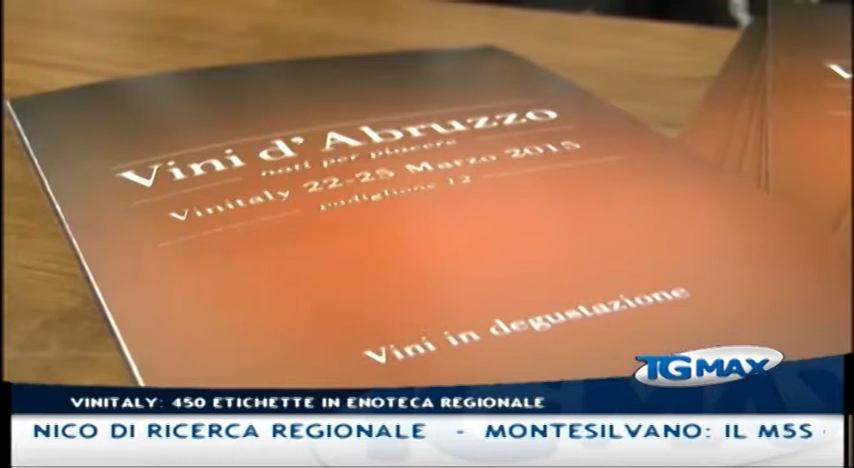 Vini d'Abruzzo
nati per piacere
Vinitaly 22-25 Marzo 2015
padiglione 12
Vini in degustazione
TG MAX
VINITALY: 450 ETICHETTE IN ENOTECA REGIONALE
NICO DI RICERCA REGIONALE - MONTESILVANO: IL M5S